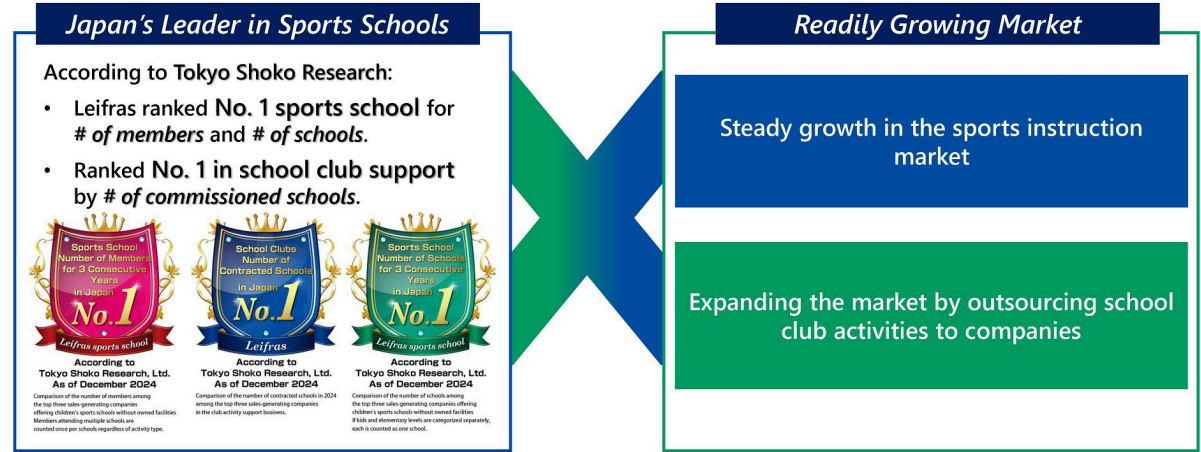 Japan's Leader in Sports Schools
According to Tokyo Shoko Research:
• Leifras ranked No. 1 sports school for
# of members and # of schools.
• Ranked No. 1 in school club support
by # of commissioned schools.
Sports School
Number of Members
for 3 Consecutive
Years
in Japan
No.1
Leifras sports school
According to
Tokyo Shoko Research, Ltd.
As of December 2024
Comparison of the number of members among
the top three sales-generating companies
offering children's sports schools without owned facilities
Members attending multiple schools are
counted once per schools regardless of activity type.
School Clubs
Number of
Contracted Schools
in Japan
No.1
Leifras
According to
Tokyo Shoko Research, Ltd.
As of December 2024
Comparison of the number of contracted schools in 2024
among the top three sales-generating companies
in the club activity support business.
Sports School
Number of Schools
for 3 Consecutive
Years
in Japan
No.1
Leifras sports school
According to
Tokyo Shoko Research, Ltd.
As of December 2024
Comparison of the number of schools among
the top three sales-generating companies offering
children's sports schools without owned facilities
If kids and elementary levels are categorized separately,
each is counted as one school.
Readily Growing Market
Steady growth in the sports instruction
market
Expanding the market by outsourcing school
club activities to companies